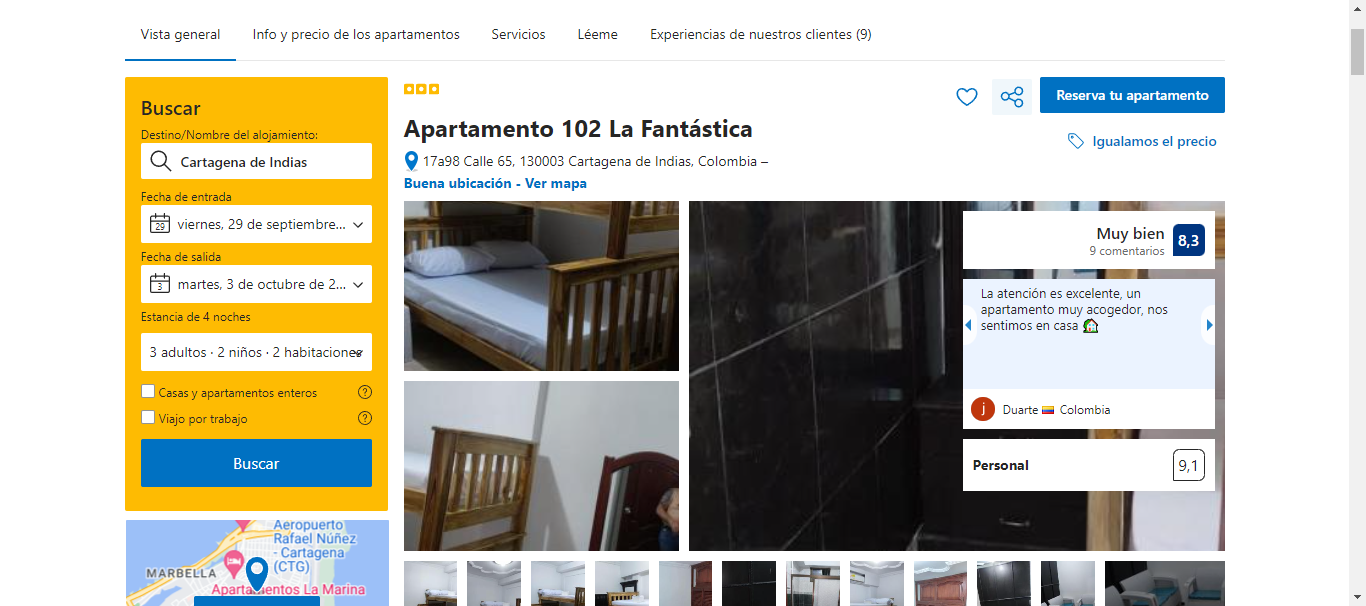 Vista general
Info y precio de los apartamentos
Servicios
Léeme
Experiencias de nuestros clientes (9)
Buscar
Destino/Nombre del alojamiento:
Cartagena de Indias
Fecha de entrada
29
viernes, 29 de septiembre...
Fecha de salida
3
martes, 3 de octubre de 2...
Estancia de 4 noches
3 adultos · 2 niños · 2 habitaciones
Casas y apartamentos enteros
?
Viajo por trabajo
?
Buscar
Aeropuerto
Rafael Núñez
- Cartagena
(CTG)
MARBELLA
Apartamentos La Marina
Reserva tu apartamento
Apartamento 102 La Fantástica
Igualamos el precio
17a98 Calle 65, 130003 Cartagena de Indias, Colombia –
Buena ubicación - Ver mapa
Muy bien
8,3
9 comentarios
La atención es excelente, un
apartamento muy acogedor, nos
sentimos en casa 🏡
j
Duarte Colombia
Personal
9,1